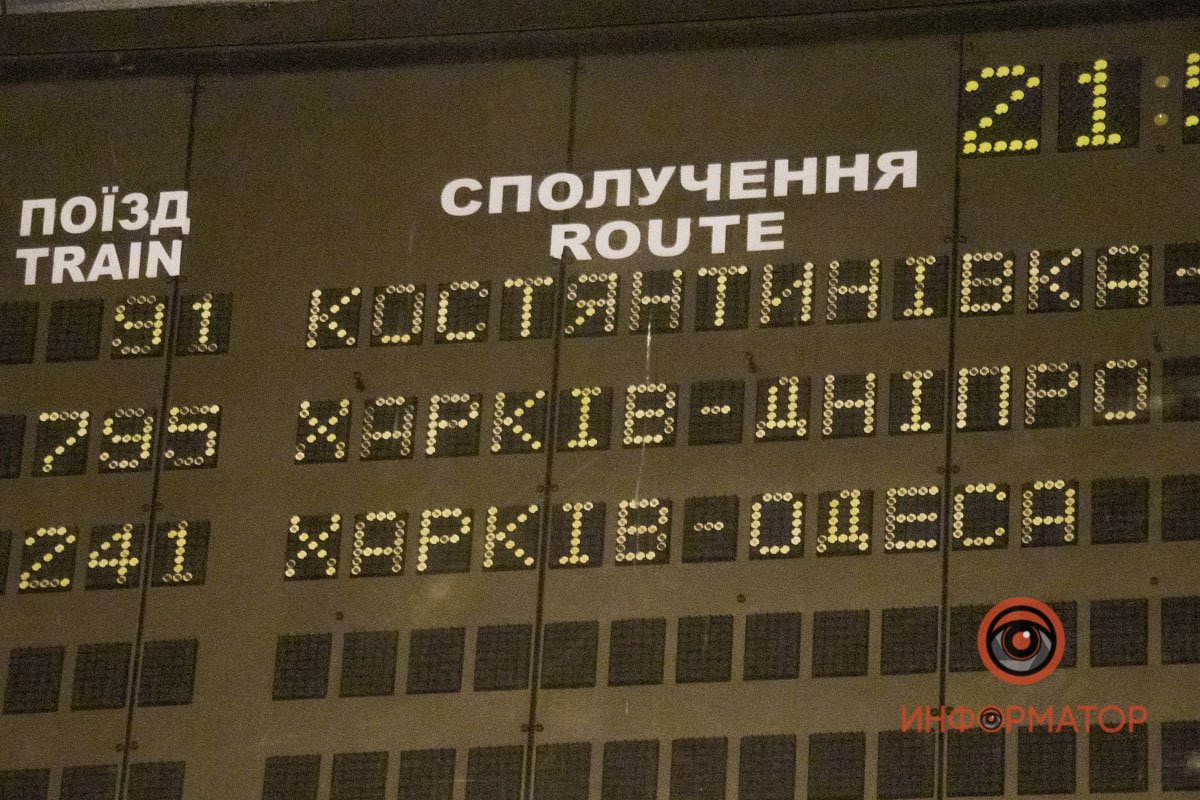 21:
ПОЇЗД СПОЛУЧЕННЯ
TRAIN ROUTE
91 КОСТЯНТИНІВКА-
795 ХАРКІВ-ДНІПРО
241 ХАРКІВ-ОДЕСА
ИНФОРМАТОР